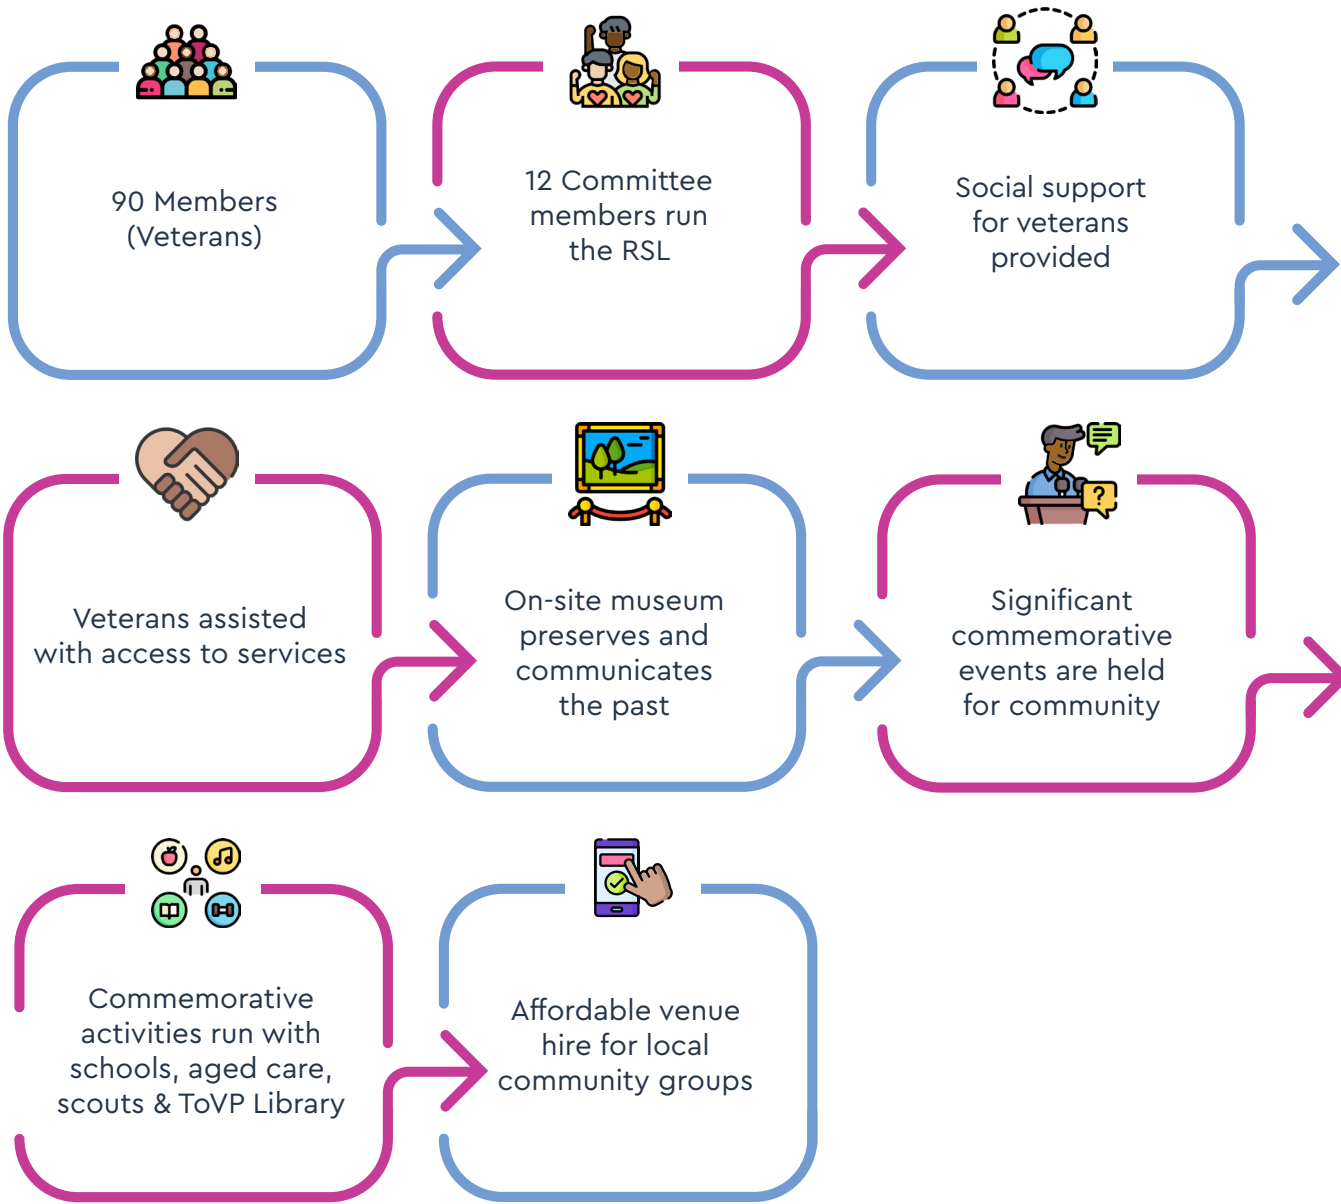 90 Members
(Veterans)
12 Committee
members run
the RSL
Social support
for veterans
provided
Veterans assisted
with access to services
On-site museum
preserves and
communicates
the past
Significant
commemorative
events are held
for community
?
Commemorative
activities run with
schools, aged care,
scouts & ToVP Library
Affordable venue
hire for local
community groups